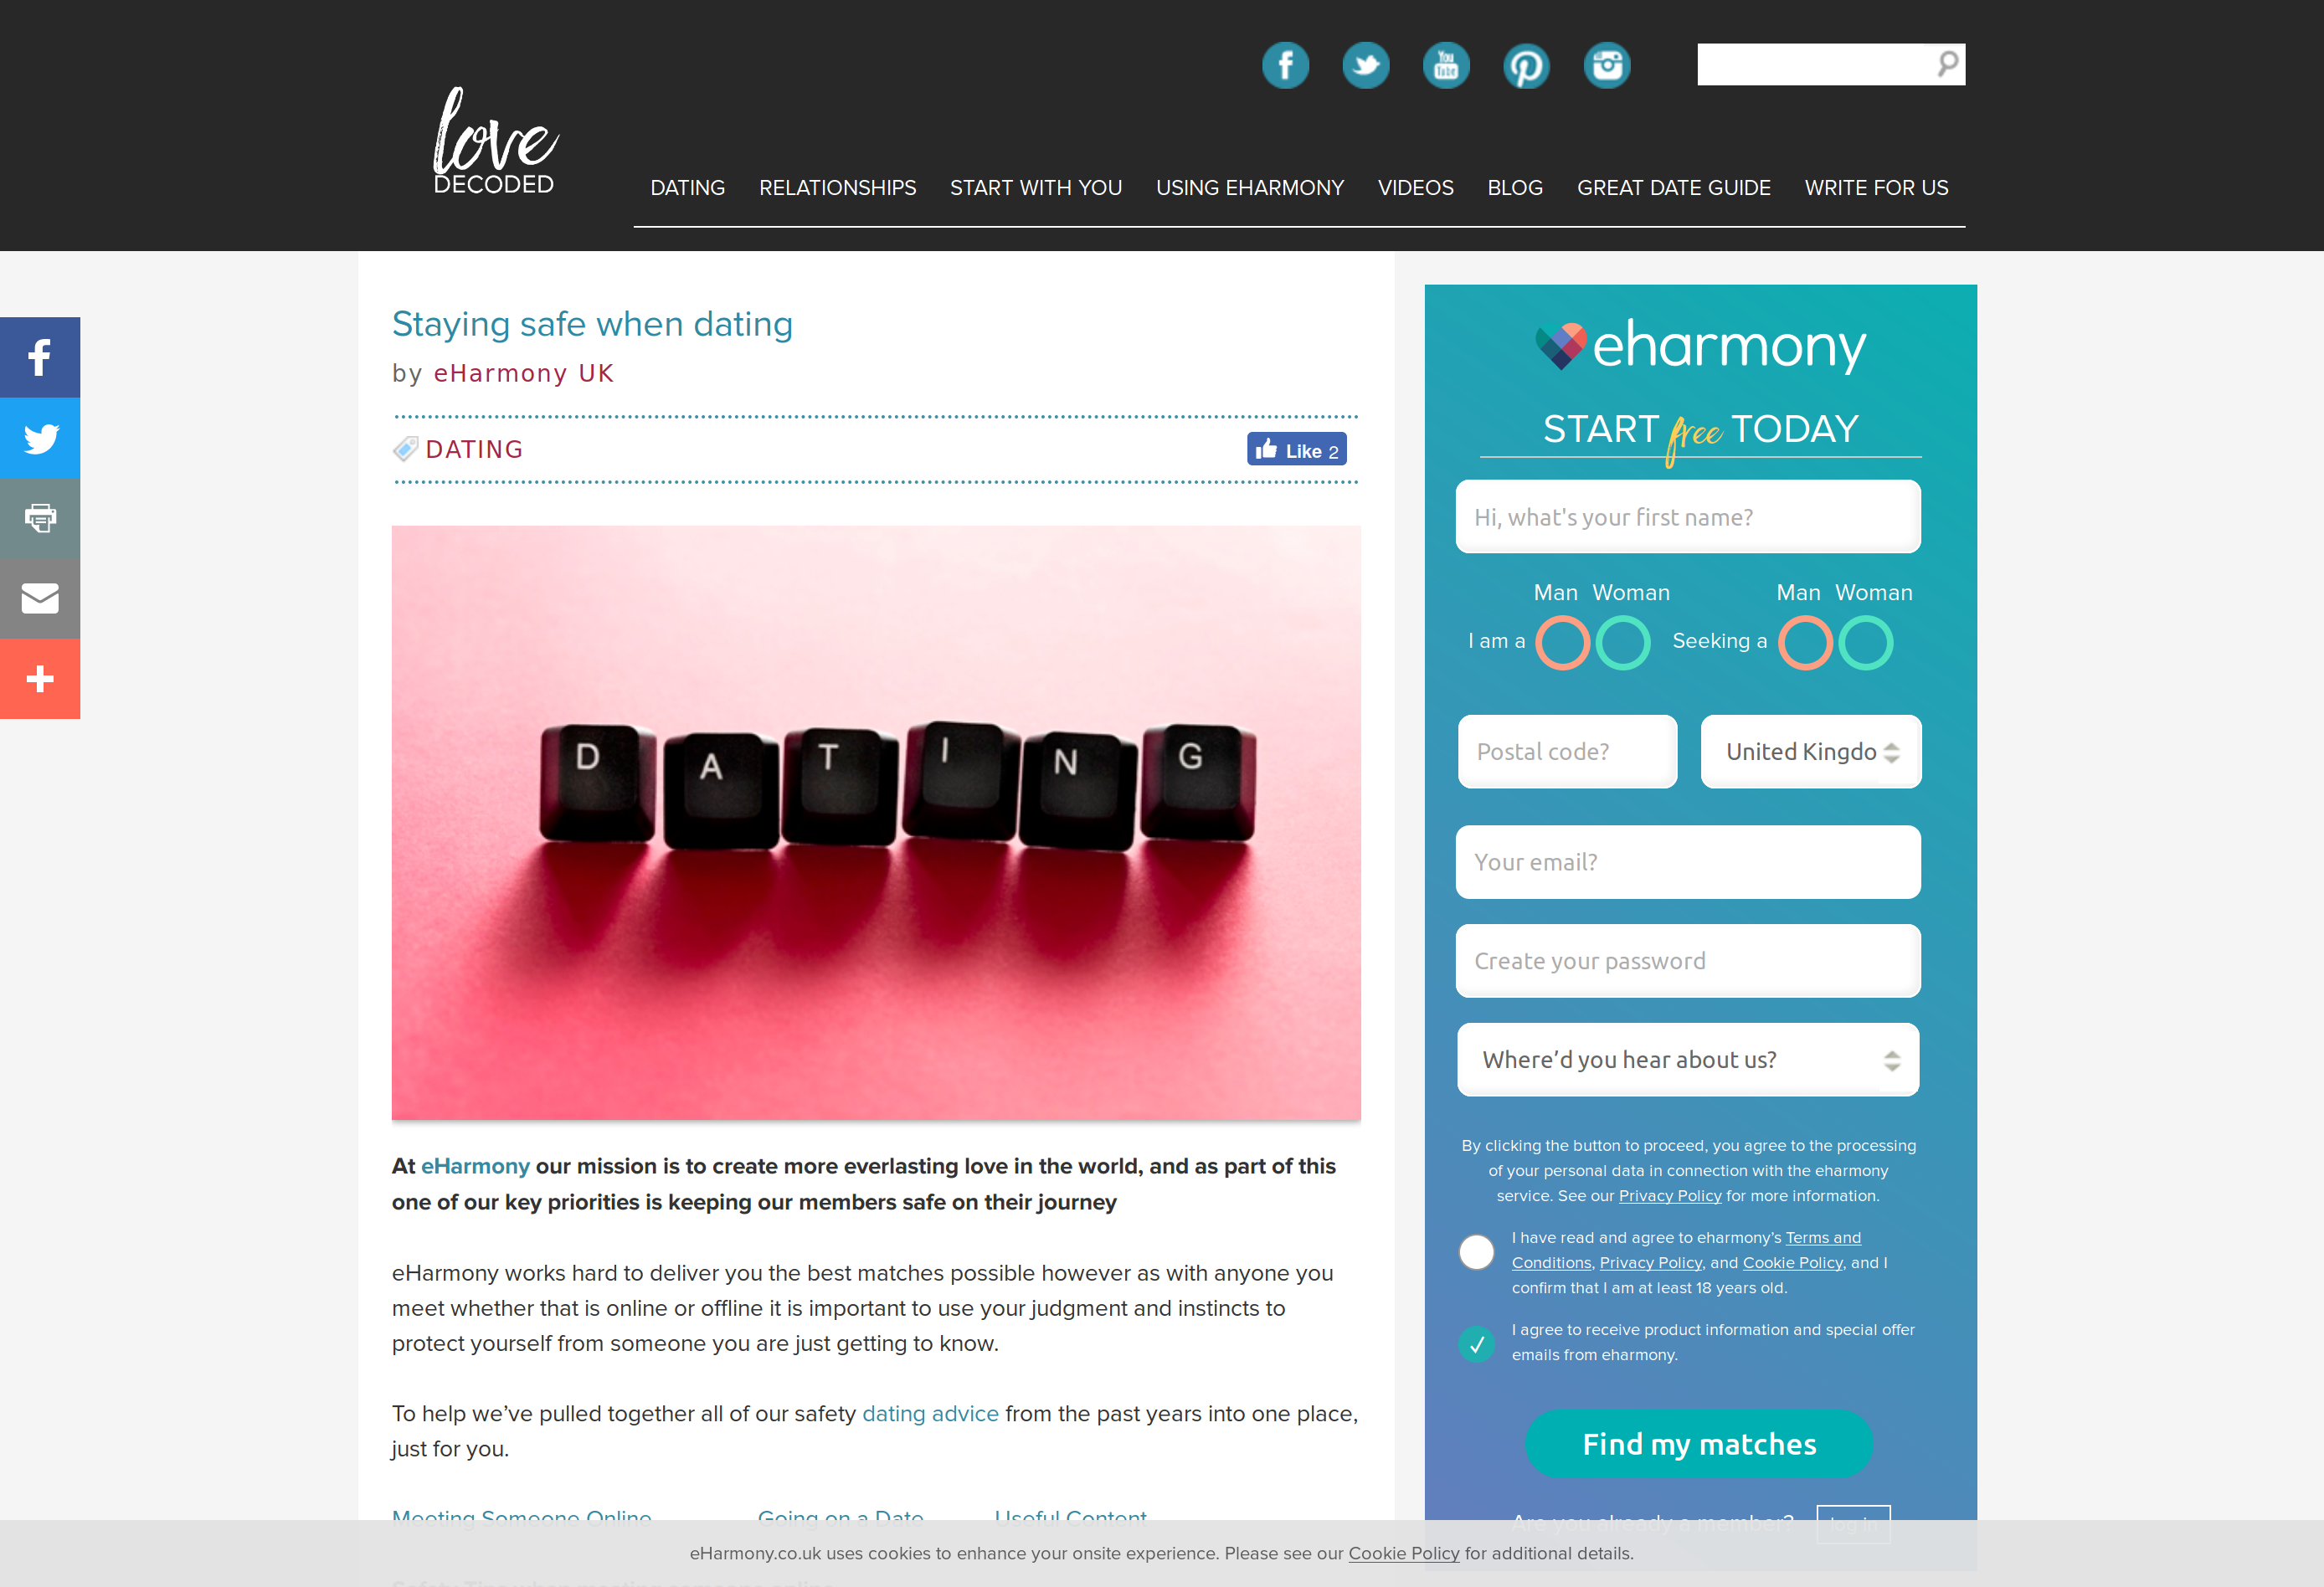 love
DECODED
DATING RELATIONSHIPS START WITH YOU USING EHARMONY VIDEOS BLOG GREAT DATE GUIDE WRITE FOR US
Staying safe when dating
by eHarmony UK
DATING
Like 2
D A T I N G
At eHarmony our mission is to create more everlasting love in the world, and as part of this
one of our key priorities is keeping our members safe on their journey
eHarmony works hard to deliver you the best matches possible however as with anyone you
meet whether that is online or offline it is important to use your judgment and instincts to
protect yourself from someone you are just getting to know.
To help we’ve pulled together all of our safety dating advice from the past years into one place,
just for you.
Meeting Someone Online Going on a Date Useful Content
eharmony
START free TODAY
Hi, what's your first name?
Man Woman Man Woman
I am a Seeking a
Postal code? United Kingdo
Your email?
Create your password
Where’d you hear about us?
By clicking the button to proceed, you agree to the processing
of your personal data in connection with the eharmony
service. See our Privacy Policy for more information.
I have read and agree to eharmony’s Terms and
Conditions, Privacy Policy, and Cookie Policy, and I
confirm that I am at least 18 years old.
I agree to receive product information and special offer
emails from eharmony.
Find my matches
Are you already a member? log in
eHarmony.co.uk uses cookies to enhance your onsite experience. Please see our Cookie Policy for additional details.